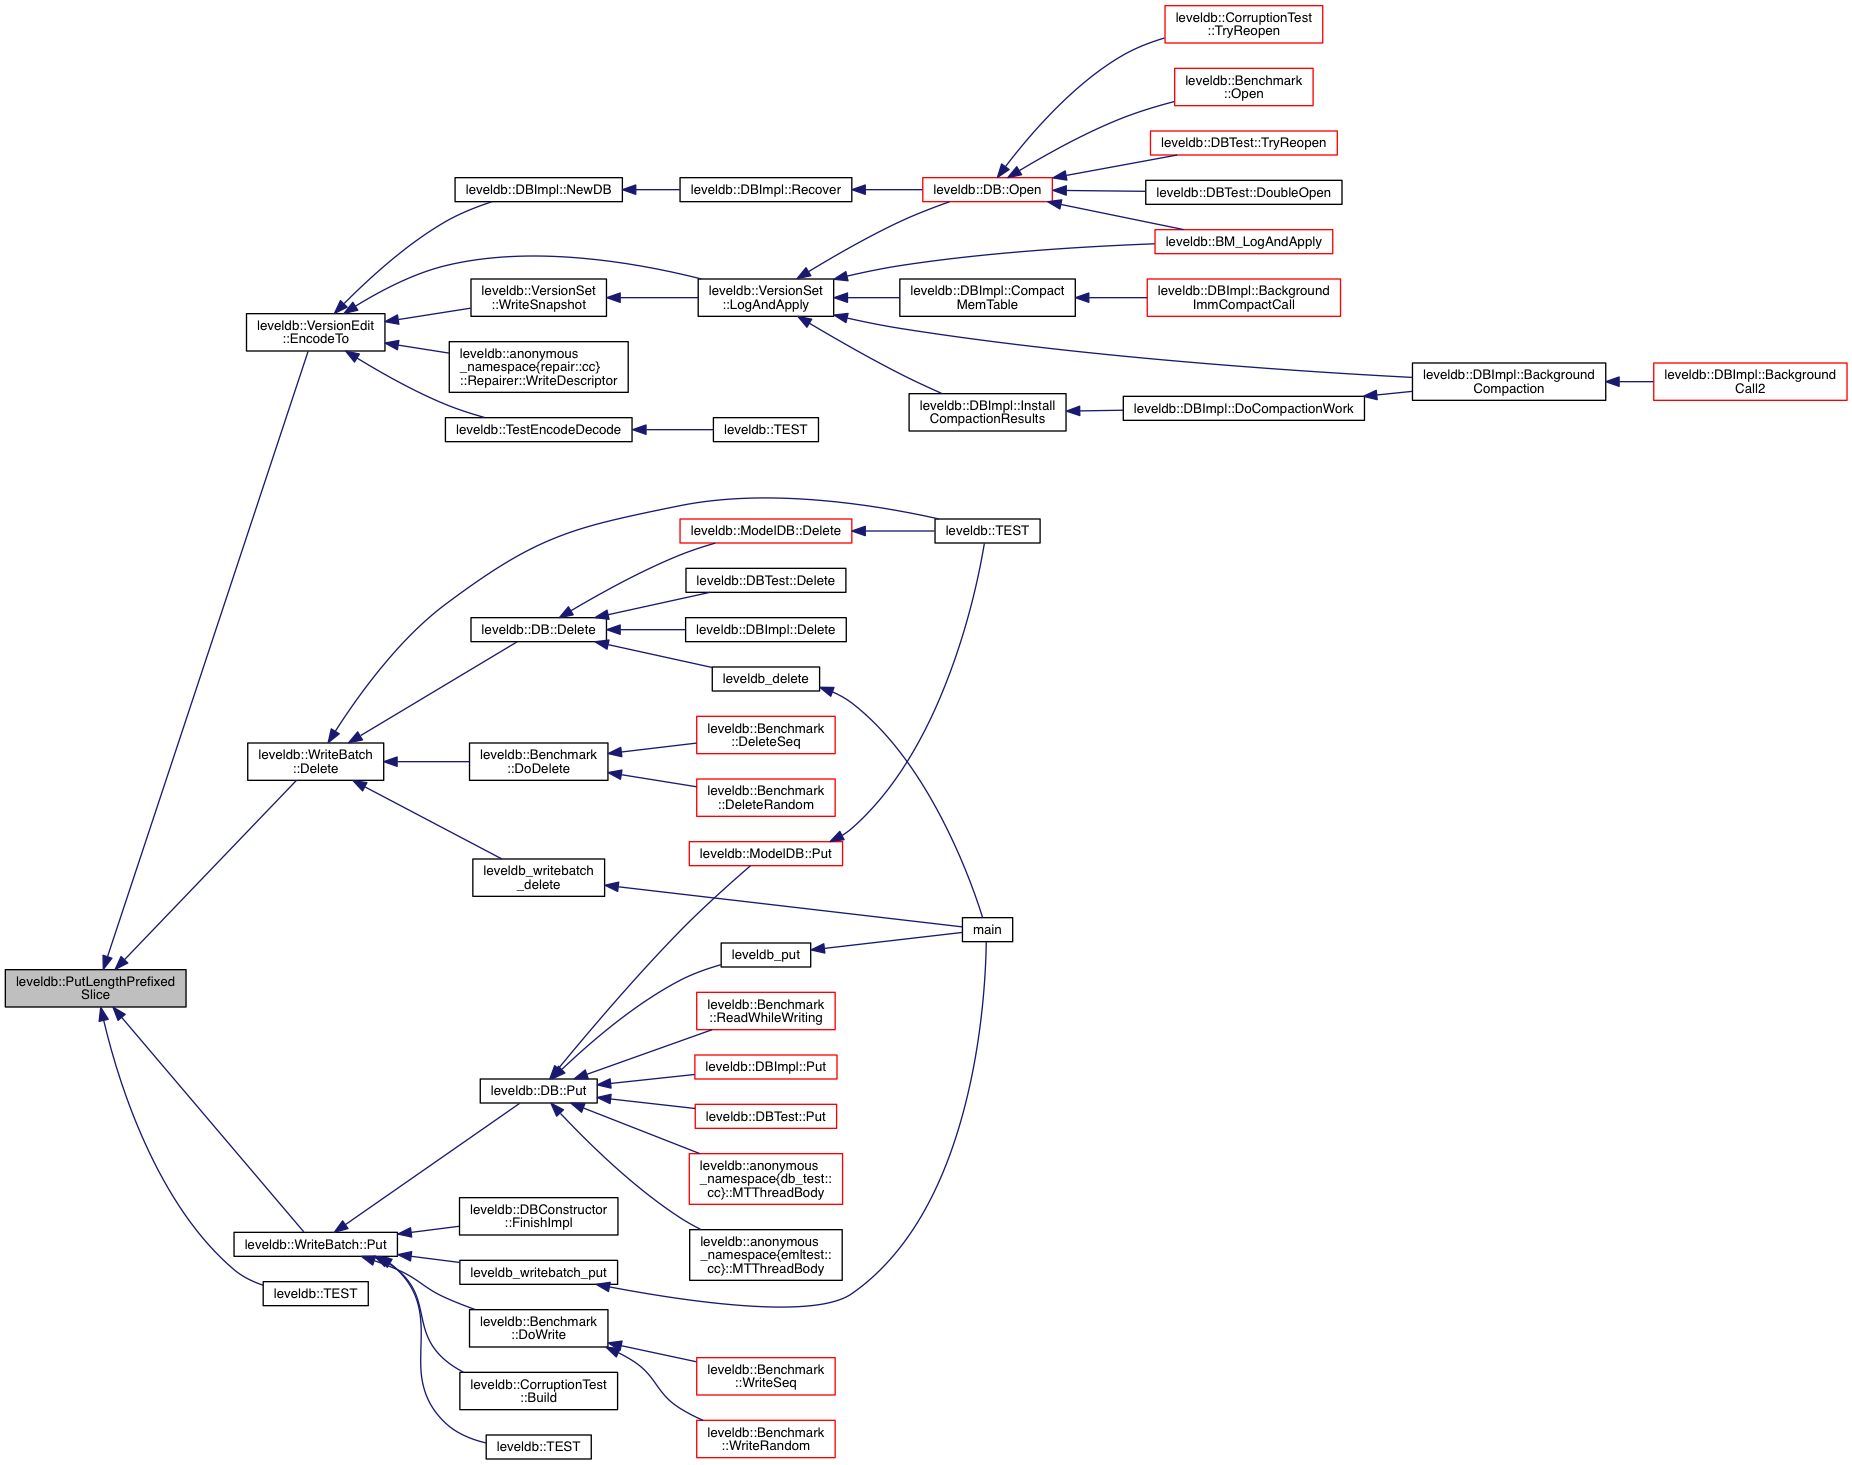 leveldb::CorruptionTest
::TryReopen
leveldb::Benchmark
::Open
leveldb::DBTest::TryReopen
leveldb::DBImpl::NewDB
leveldb::DBImpl::Recover
leveldb::DB::Open
leveldb::DBTest::DoubleOpen
leveldb::BM_LogAndApply
leveldb::VersionSet
::WriteSnapshot
leveldb::VersionSet
::LogAndApply
leveldb::DBImpl::Compact
MemTable
leveldb::DBImpl::Background
ImmCompactCall
leveldb::VersionEdit
::EncodeTo
leveldb::anonymous
_namespace{repair::cc}
::Repairer::WriteDescriptor
leveldb::DBImpl::Background
Compaction
leveldb::DBImpl::Background
Call2
leveldb::DBImpl::Install
CompactionResults
leveldb::DBImpl::DoCompactionWork
leveldb::TestEncodeDecode
leveldb::TEST
leveldb::ModelDB::Delete
leveldb::TEST
leveldb::DBTest::Delete
leveldb::DB::Delete
leveldb::DBImpl::Delete
leveldb_delete
leveldb::WriteBatch
::Delete
leveldb::Benchmark
::DoDelete
leveldb::Benchmark
::DeleteSeq
leveldb::Benchmark
::DeleteRandom
leveldb::ModelDB::Put
leveldb_writebatch
_delete
main
leveldb_put
leveldb::PutLengthPrefixed
Slice
leveldb::Benchmark
::ReadWhileWriting
leveldb::DBImpl::Put
leveldb::DB::Put
leveldb::DBTest::Put
leveldb::anonymous
_namespace{db_test::
cc}::MTThreadBody
leveldb::DBConstructor
::FinishImpl
leveldb::WriteBatch::Put
leveldb::anonymous
_namespace{emltest::
cc}::MTThreadBody
leveldb_writebatch_put
leveldb::TEST
leveldb::Benchmark
::DoWrite
leveldb::Benchmark
::WriteSeq
leveldb::CorruptionTest
::Build
leveldb::Benchmark
::WriteRandom
leveldb::TEST